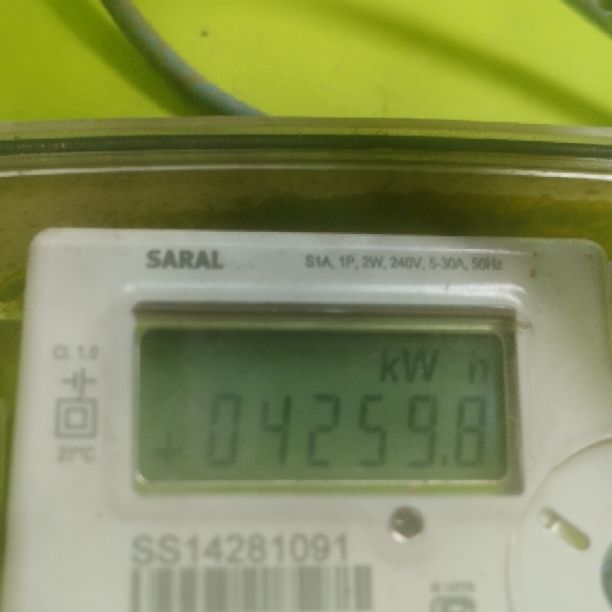 SARAL S1A, 1P, 2W, 240V, 5-30A, 50Hz
Cl. 1.0
kW h
04259.8
27°C
SS14281091